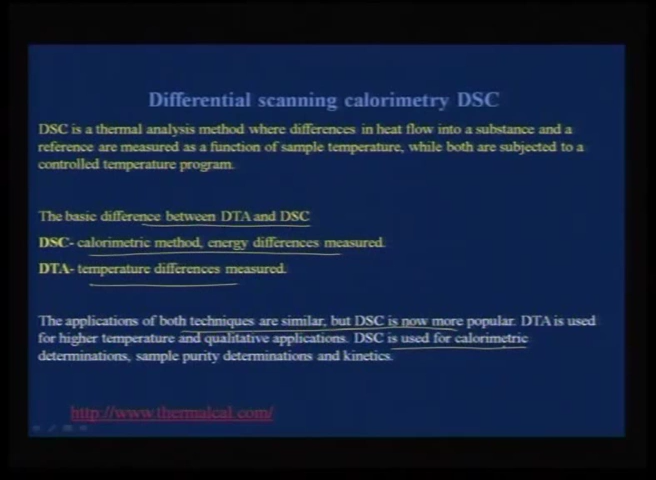 Differential scanning calorimetry DSC
DSC is a thermal analysis method where differences in heat flow into a substance and a
reference are measured as a function of sample temperature, while both are subjected to a
controlled temperature program.
The basic difference between DTA and DSC
DSC- calorimetric method, energy differences measured.
DTA- temperature differences measured.
The applications of both techniques are similar, but DSC is now more popular. DTA is used
for higher temperature and qualitative applications. DSC is used for calorimetric
determinations, sample purity determinations and kinetics.
http://www.thermalcal.com/